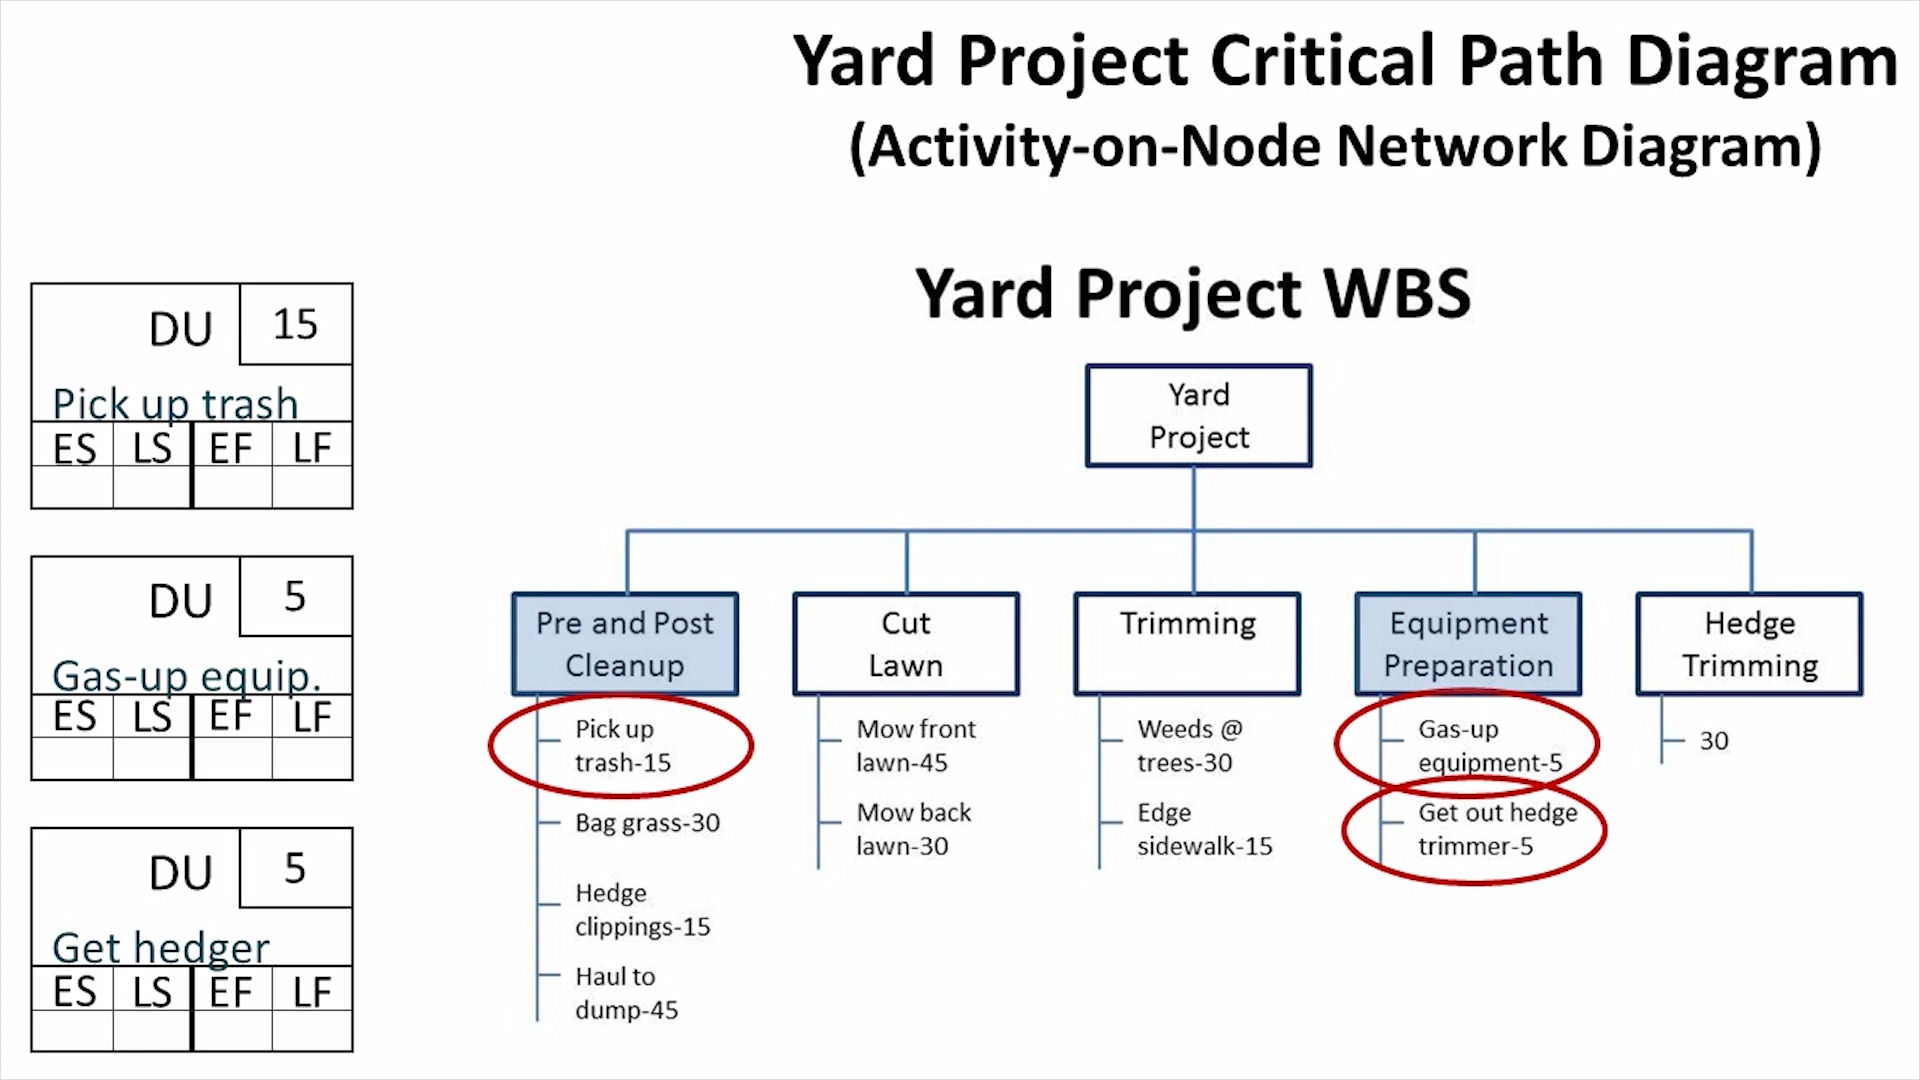 Yard Project Critical Path Diagram
(Activity-on-Node Network Diagram)
DU 15
Pick up trash
ES LS EF LF
DU 5
Gas-up equip.
ES LS EF LF
DU 5
Get hedger
ES LS EF LF
Yard Project WBS
Yard
Project
Pre and Post
Cleanup
Pick up
trash-15
Bag grass-30
Hedge
clippings-15
Haul to
dump-45
Cut
Lawn
Mow front
lawn-45
Mow back
lawn-30
Trimming
Weeds @
trees-30
Edge
sidewalk-15
Equipment
Preparation
Gas-up
equipment-5
Get out hedge
trimmer-5
Hedge
Trimming
30